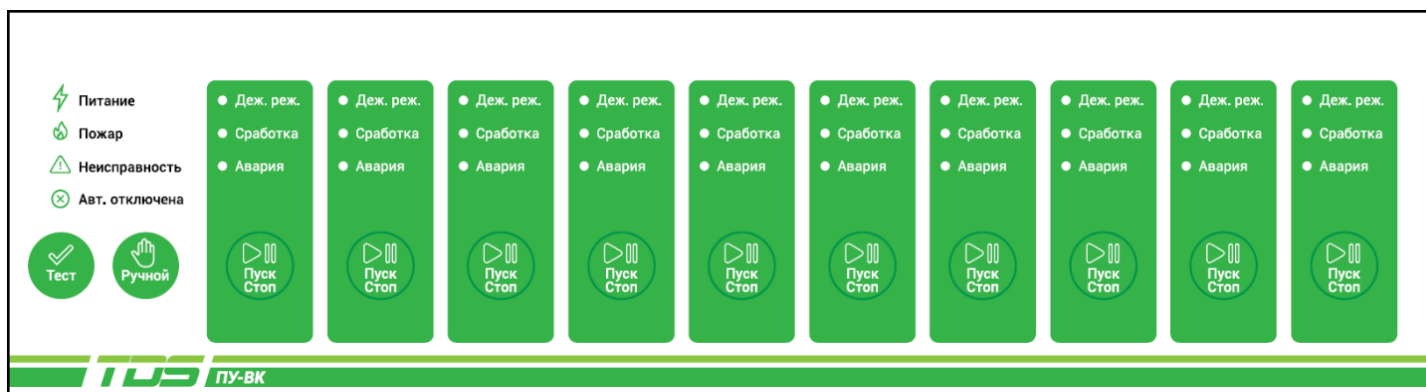 Питание
Пожар
Неисправность
Авт. отключена
Тест
Ручной
Деж. реж. Деж. реж. Деж. реж. Деж. реж. Деж. реж. Деж. реж. Деж. реж. Деж. реж. Деж. реж. Деж. реж.
Сработка Сработка Сработка Сработка Сработка Сработка Сработка Сработка Сработка Сработка
Авария Авария Авария Авария Авария Авария Авария Авария Авария Авария
Пуск Пуск Пуск Пуск Пуск Пуск Пуск Пуск Пуск Пуск
Стоп Стоп Стоп Стоп Стоп Стоп Стоп Стоп Стоп Стоп
TDS ПУ-ВК